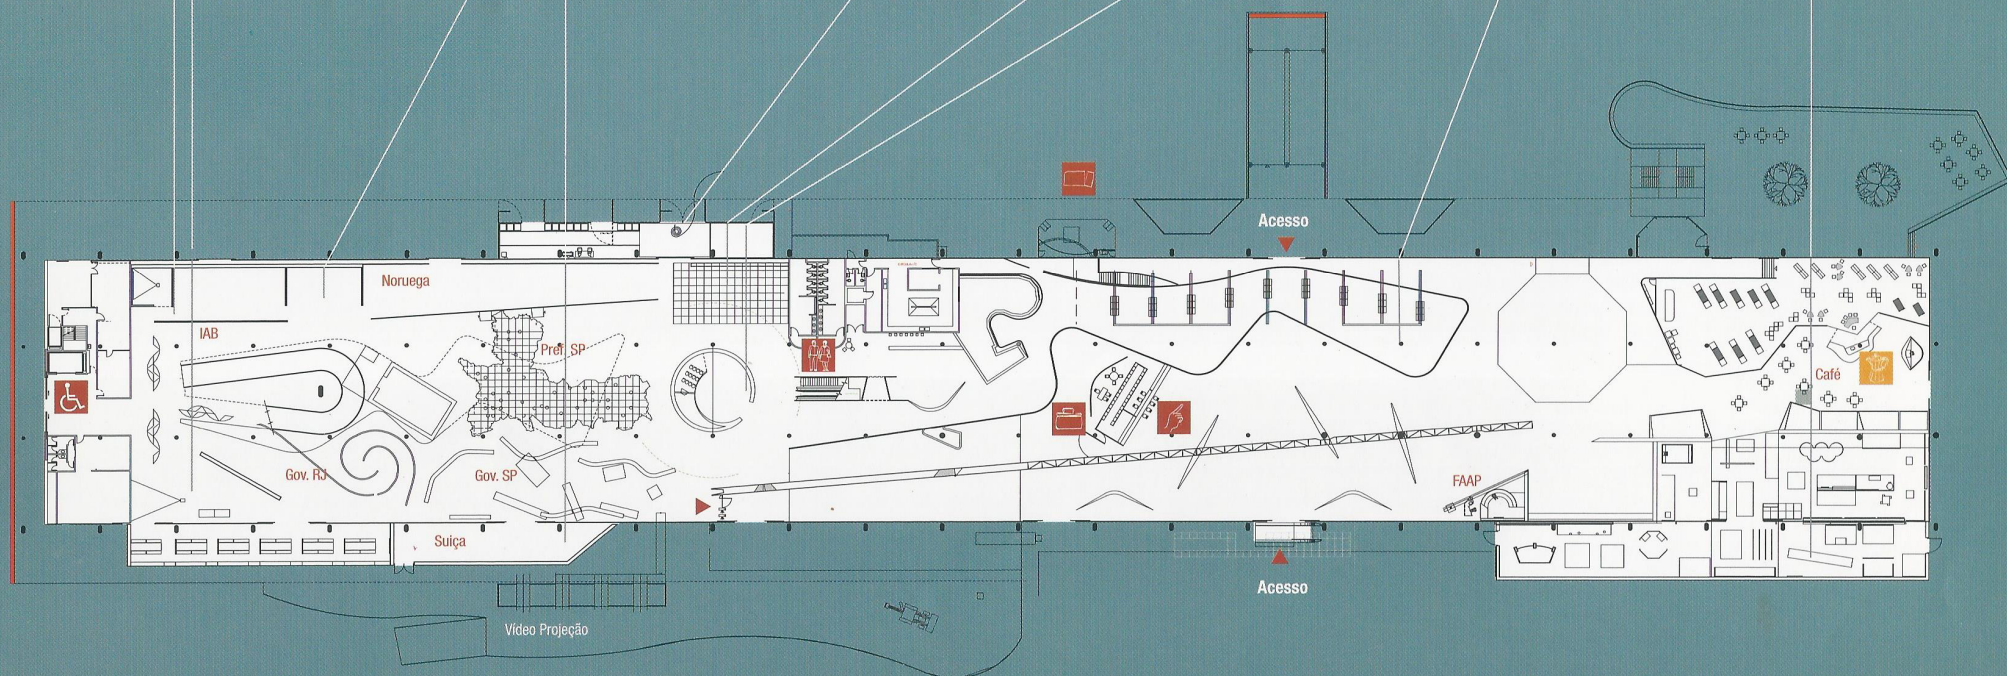 Acesso
Noruega
IAB
Pref. SP
Café
Gov. RJ
Gov. SP
FAAP
Suiça
Acesso
Vídeo Projeção